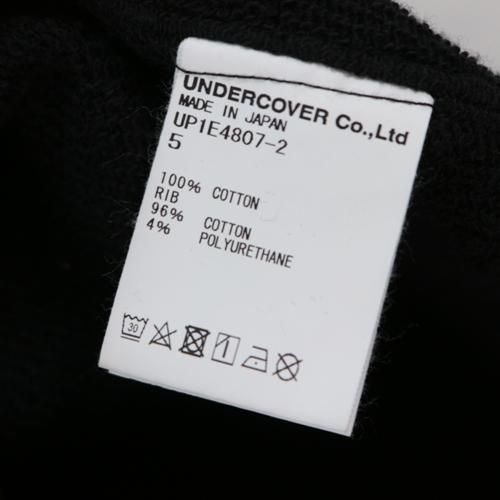 UNDERCOVER Co.,Ltd
MADE IN JAPAN
UP1E4807-2
5
100% COTTON
RIB
96% COTTON
4% POLYURETHANE
30